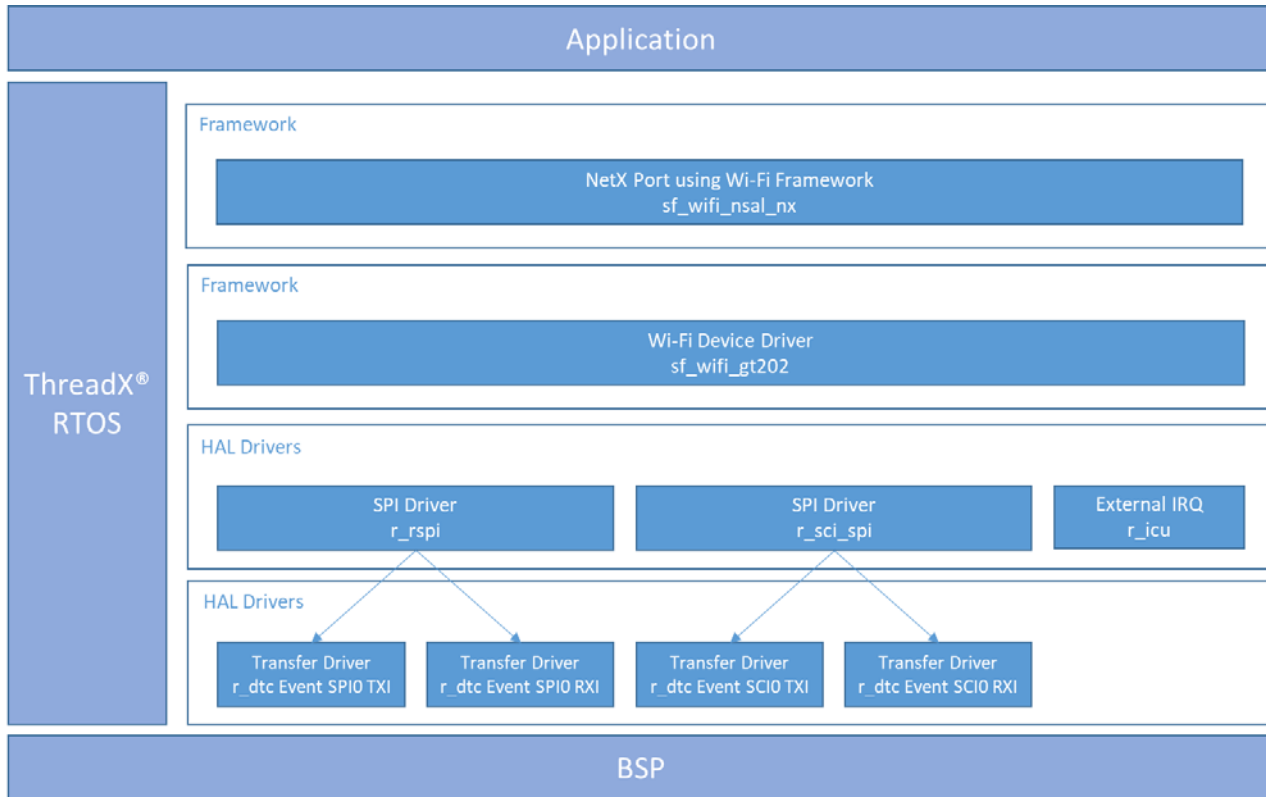 Application
ThreadX®
RTOS
Framework
NetX Port using Wi-Fi Framework
sf_wifi_nsal_nx
Framework
Wi-Fi Device Driver
sf_wifi_gt202
HAL Drivers
SPI Driver
r_rspi
SPI Driver
r_sci_spi
External IRQ
r_icu
HAL Drivers
Transfer Driver
r_dtc Event SPI0 TXI
Transfer Driver
r_dtc Event SPI0 RXI
Transfer Driver
r_dtc Event SCI0 TXI
Transfer Driver
r_dtc Event SCI0 RXI
BSP